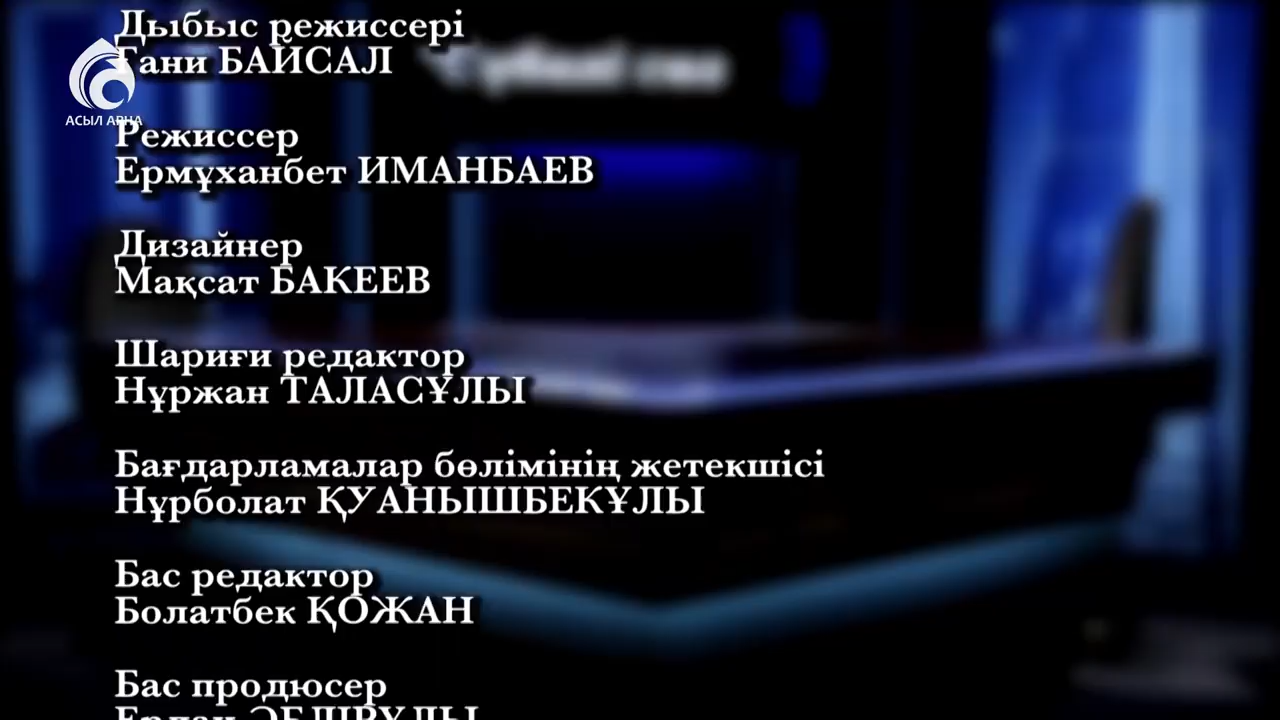 Дыбыс режиссері
Ғани БАЙСАЛ
АСЫЛ АРНА
Режиссер
Ермұханбет ИМАНБАЕВ
Дизайнер
Мақсат БАКЕЕВ
Шариғи редактор
Нұржан ТАЛАСҰЛЫ
Бағдарламалар бөлімінің жетекшісі
Нұрболат ҚУАНЫШБЕКҰЛЫ
Бас редактор
Болатбек ҚОЖАН
Бас продюсер